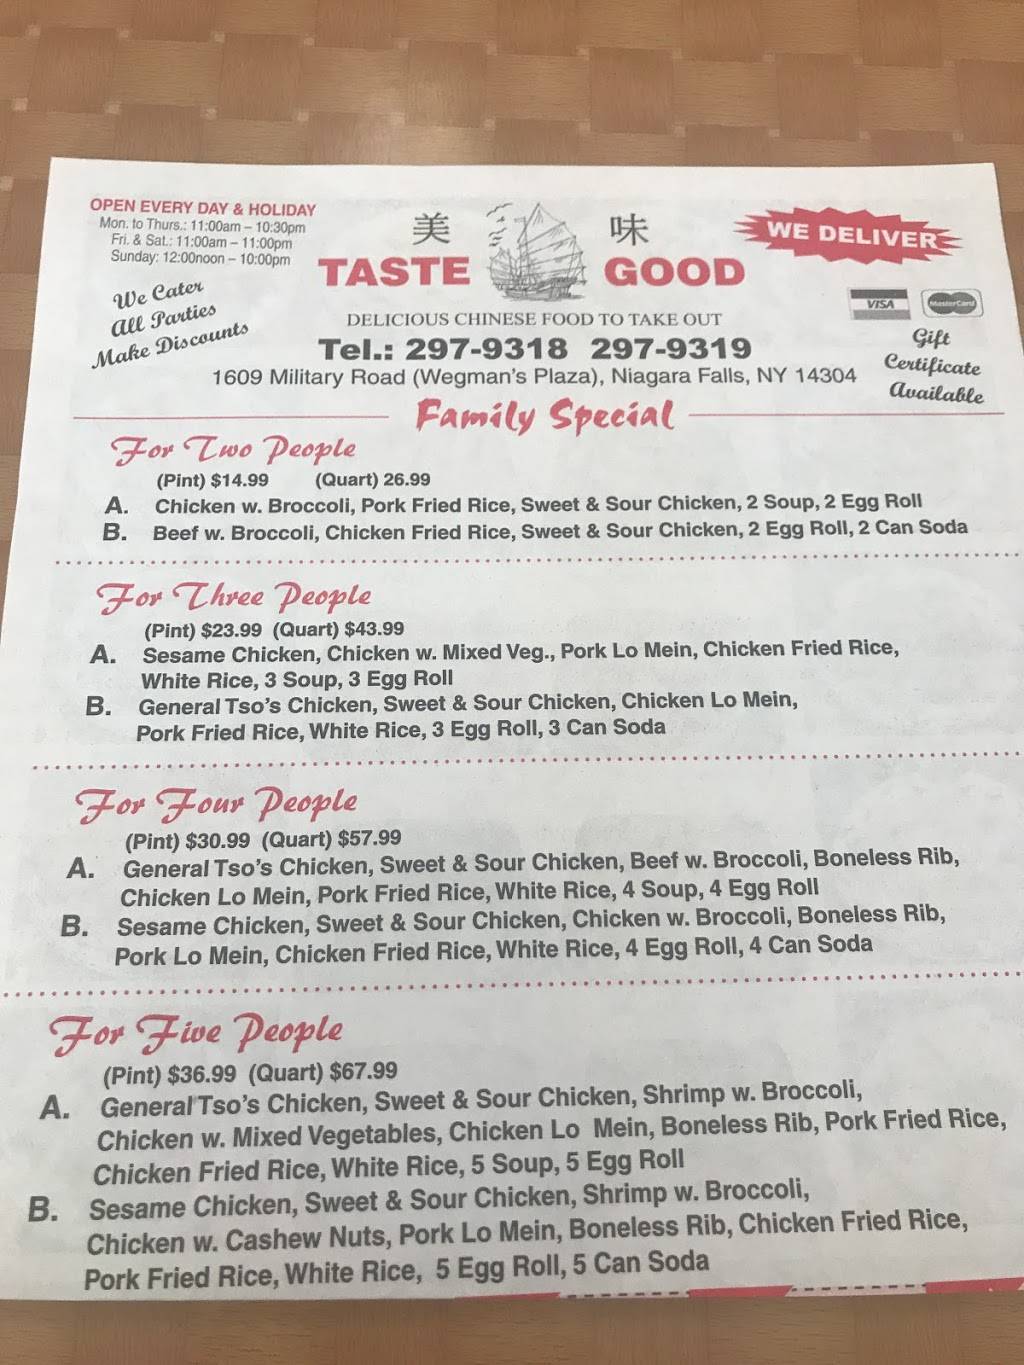 OPEN EVERY DAY & HOLIDAY
Mon. to Thurs.: 11:00am – 10:30pm
Fri. & Sat.: 11:00am – 11:00pm
Sunday: 12:00noon – 10:00pm
We Cater
All Parties
Make Discounts
美 味
TASTE GOOD
WE DELIVER
VISA
MasterCard
Gift
Certificate
Available
DELICIOUS CHINESE FOOD TO TAKE OUT
Tel.: 297-9318 297-9319
1609 Military Road (Wegman's Plaza), Niagara Falls, NY 14304
Family Special
For Two People
(Pint) $14.99 (Quart) 26.99
A. Chicken w. Broccoli, Pork Fried Rice, Sweet & Sour Chicken, 2 Soup, 2 Egg Roll
B. Beef w. Broccoli, Chicken Fried Rice, Sweet & Sour Chicken, 2 Egg Roll, 2 Can Soda
For Three People
(Pint) $23.99 (Quart) $43.99
A. Sesame Chicken, Chicken w. Mixed Veg., Pork Lo Mein, Chicken Fried Rice,
White Rice, 3 Soup, 3 Egg Roll
B. General Tso's Chicken, Sweet & Sour Chicken, Chicken Lo Mein,
Pork Fried Rice, White Rice, 3 Egg Roll, 3 Can Soda
For Four People
(Pint) $30.99 (Quart) $57.99
A. General Tso's Chicken, Sweet & Sour Chicken, Beef w. Broccoli, Boneless Rib,
Chicken Lo Mein, Pork Fried Rice, White Rice, 4 Soup, 4 Egg Roll
B. Sesame Chicken, Sweet & Sour Chicken, Chicken w. Broccoli, Boneless Rib,
Pork Lo Mein, Chicken Fried Rice, White Rice, 4 Egg Roll, 4 Can Soda
For Five People
(Pint) $36.99 (Quart) $67.99
A. General Tso's Chicken, Sweet & Sour Chicken, Shrimp w. Broccoli,
Chicken w. Mixed Vegetables, Chicken Lo Mein, Boneless Rib, Pork Fried Rice,
Chicken Fried Rice, White Rice, 5 Soup, 5 Egg Roll
B. Sesame Chicken, Sweet & Sour Chicken, Shrimp w. Broccoli,
Chicken w. Cashew Nuts, Pork Lo Mein, Boneless Rib, Chicken Fried Rice,
Pork Fried Rice, White Rice, 5 Egg Roll, 5 Can Soda